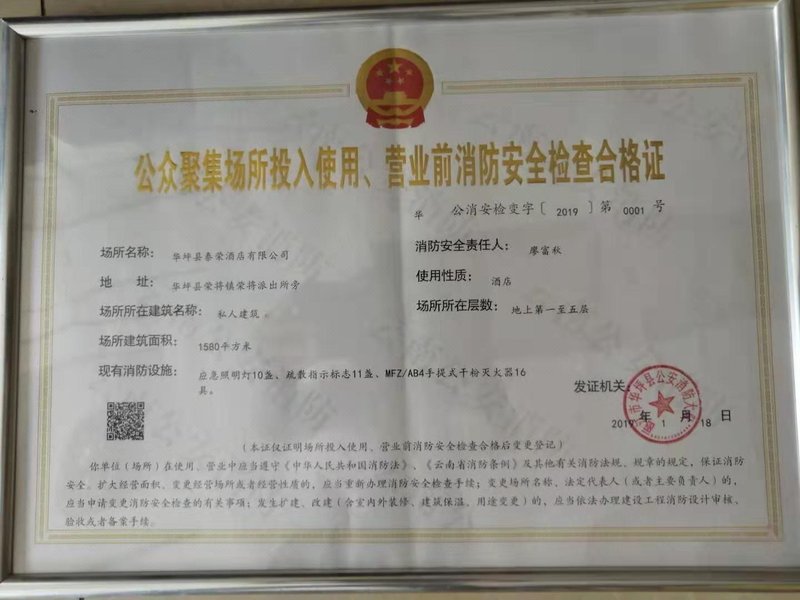 公众聚集场所投入使用、营业前消防安全检查合格证
华 公消安检变字〔 2019 〕第 0001 号
场所名称: 华坪县泰荣酒店有限公司
消防安全责任人: 廖富秋
地 址: 华坪县荣将镇荣将派出所旁
使用性质: 酒店
场所所在建筑名称: 私人建筑 。
场所所在层数: 地上第一至五层
场所建筑面积: 1580平方米
现有消防设施: 应急照明灯10盏、疏散指示标志11盏、MFZ/AB4手提式干粉灭火器16
具。
发证机关:
市华坪县公安消防大
2019 年 1 月 18 日
(本证仅证明场所投入使用、营业前消防安全检查合格后变更登记)
你单位(场所)在使用、营业中应当遵守《中华人民共和国消防法》、《云南省消防条例》及其他有关消防法规、规章的规定,保证消防
安全。扩大经营面积、变更经营场所或者经营性质的,应当重新办理消防安全检查手续;变更场所名称、法定代表人(或者主要负责人)的,
应当申请变更消防安全检查的有关事项;发生扩建、改建(含室内外装修、建筑保温、用途变更)的,应当依法办理建设工程消防设计审核、
验收或者备案手续。